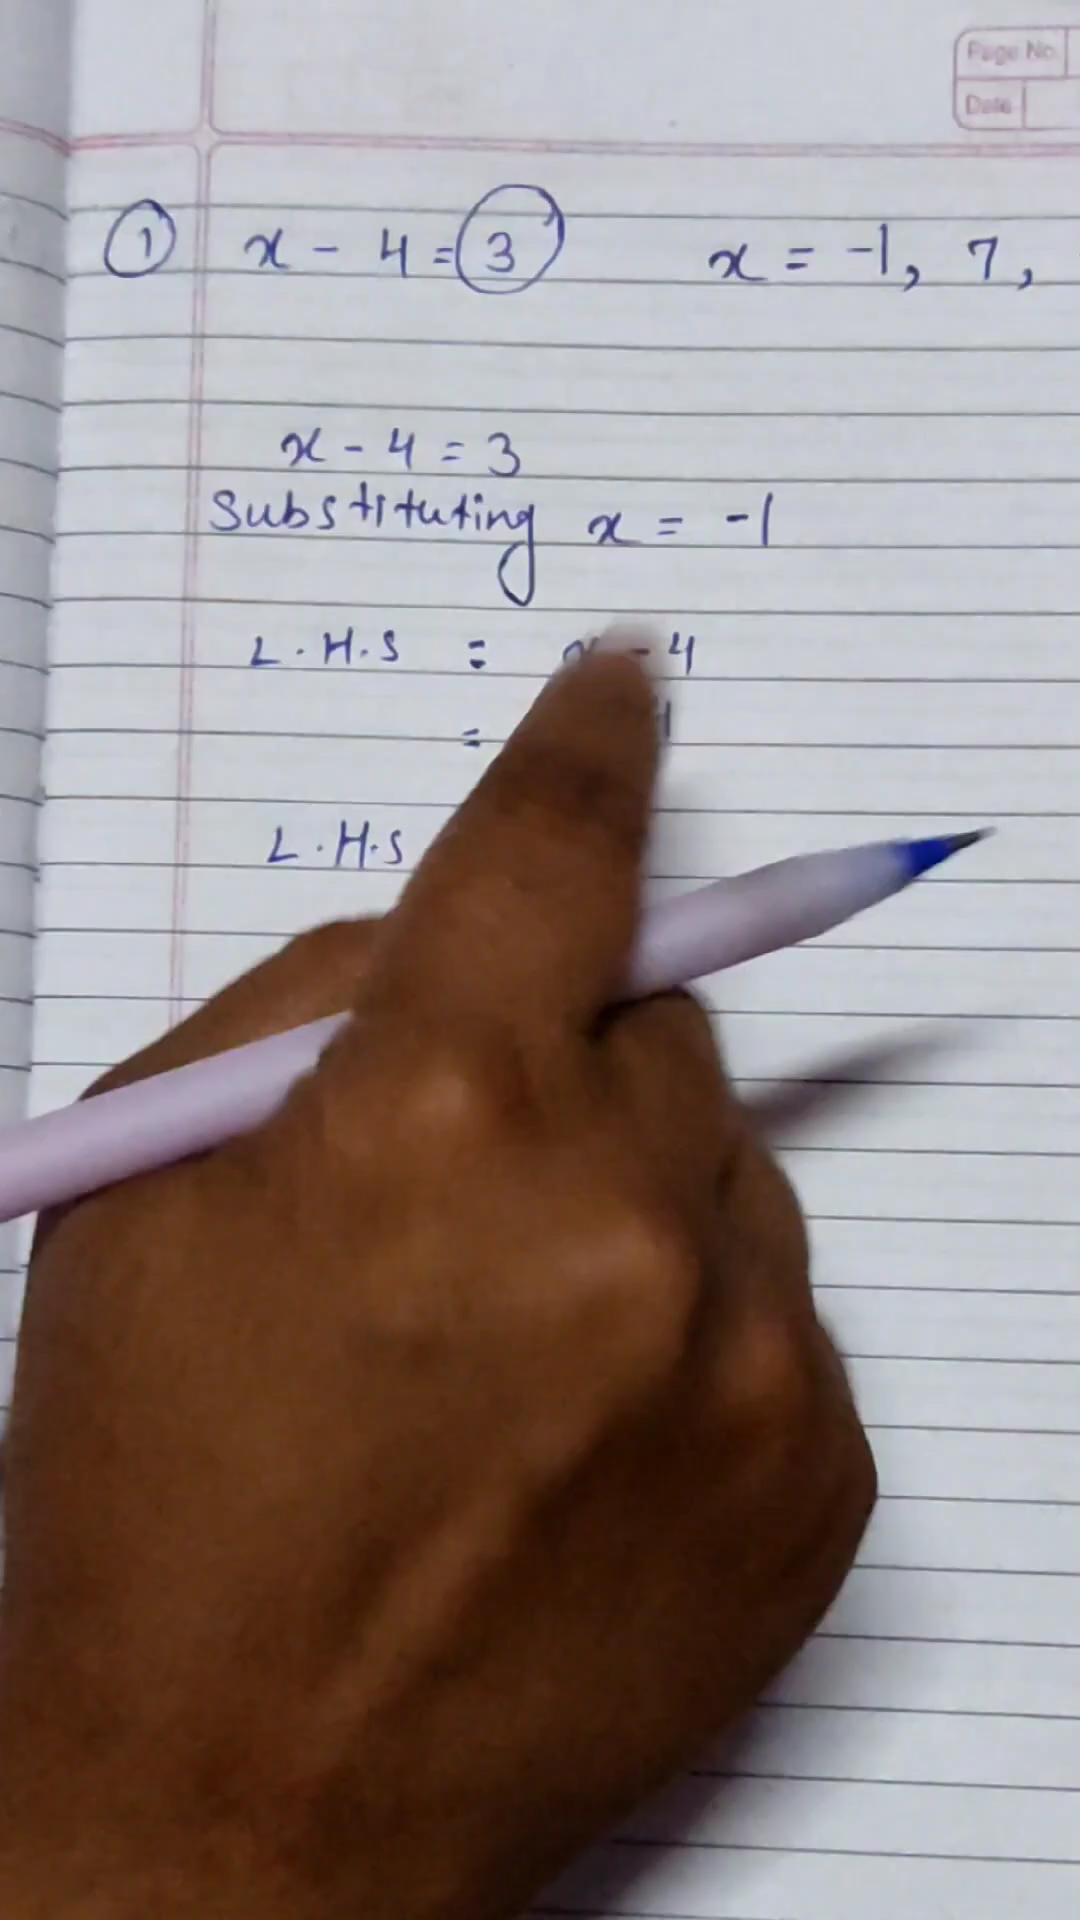 Page No.
Date
① x - 4 = 3 x = -1, 7,
x - 4 = 3
Substituting x = -1
L.H.S = x - 4
=
L.H.S